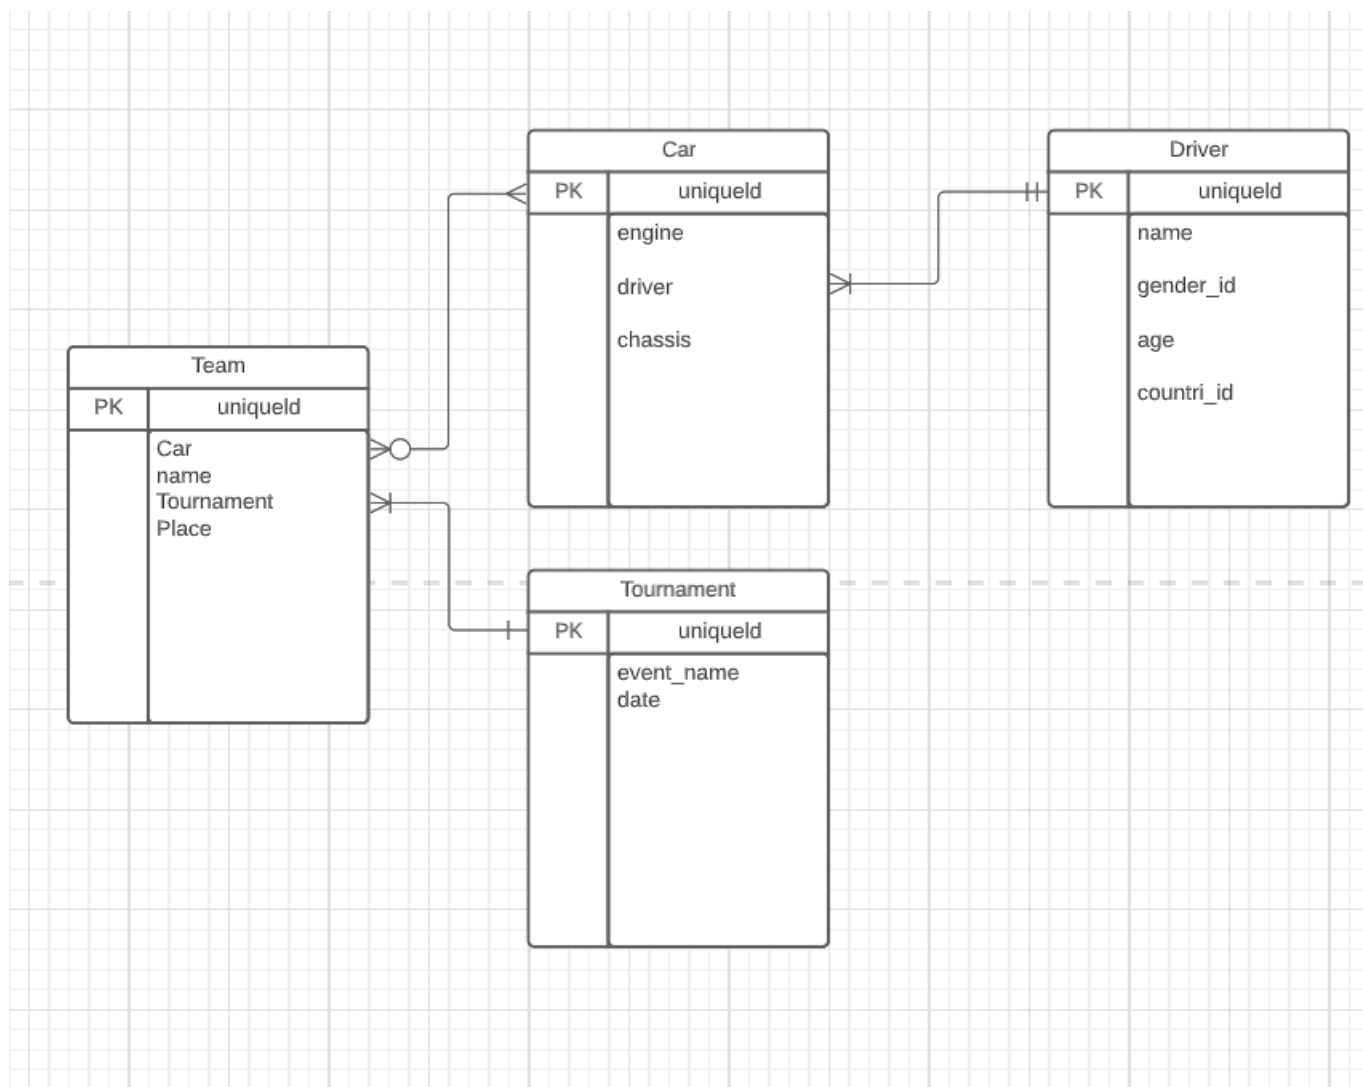 Car
PK uniqueId
engine
driver
chassis
Driver
PK uniqueId
name
gender_id
age
countri_id
Team
PK uniqueId
Car
name
Tournament
Place
Tournament
PK uniqueId
event_name
date